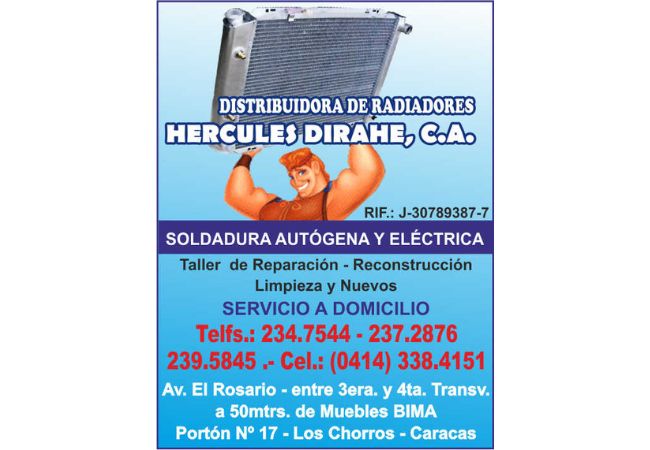 DISTRIBUIDORA DE RADIADORES
HERCULES DIRAHE, C.A.
RIF.: J-30789387-7
SOLDADURA AUTÓGENA Y ELÉCTRICA
Taller de Reparación - Reconstrucción
Limpieza y Nuevos
SERVICIO A DOMICILIO
Telfs.: 234.7544 - 237.2876
239.5845 .- Cel.: (0414) 338.4151
Av. El Rosario - entre 3era. y 4ta. Transv.
a 50mtrs. de Muebles BIMA
Portón Nº 17 - Los Chorros - Caracas